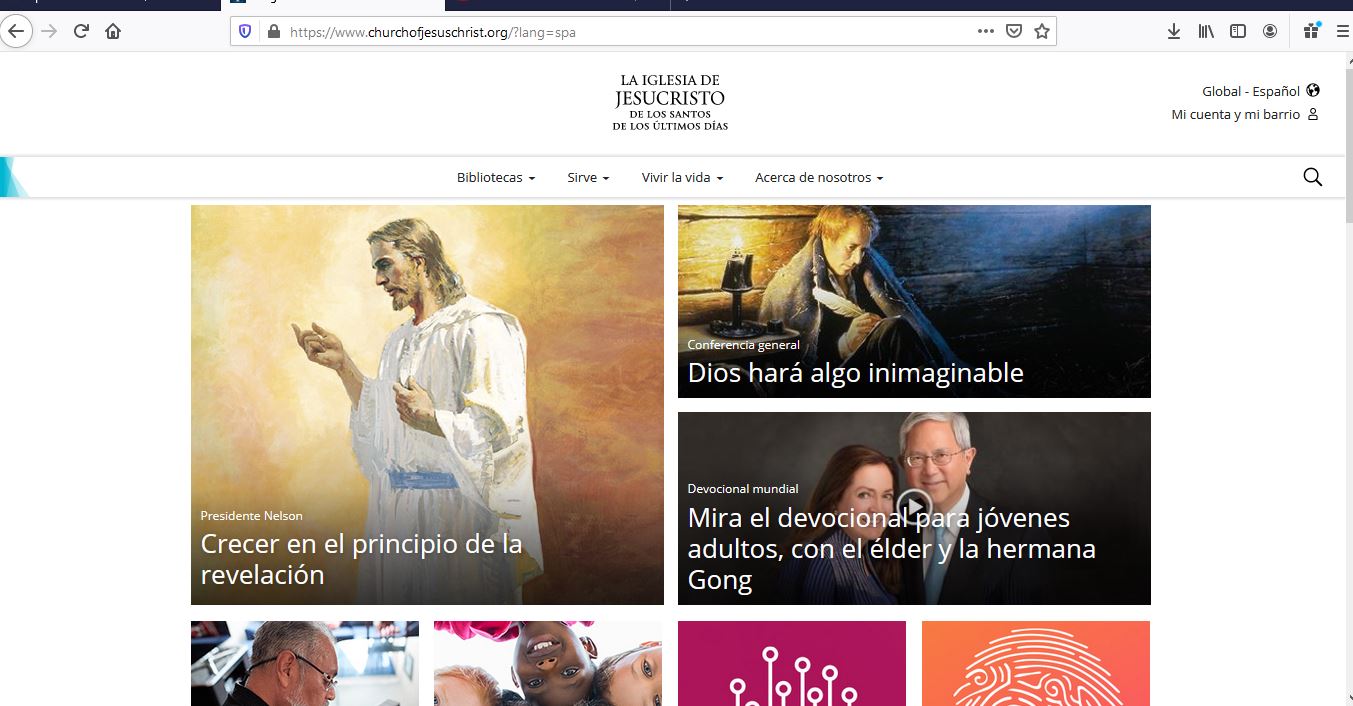 https://www.churchofjesuschrist.org/?lang=spa
LA IGLESIA DE
JESUCRISTO
DE LOS SANTOS
DE LOS ÚLTIMOS DÍAS
Global - Español
Mi cuenta y mi barrio
Bibliotecas Sirve Vivir la vida Acerca de nosotros
Presidente Nelson
Crecer en el principio de la
revelación
Conferencia general
Dios hará algo inimaginable
Devocional mundial
Mira el devocional para jóvenes
adultos, con el élder y la hermana
Gong